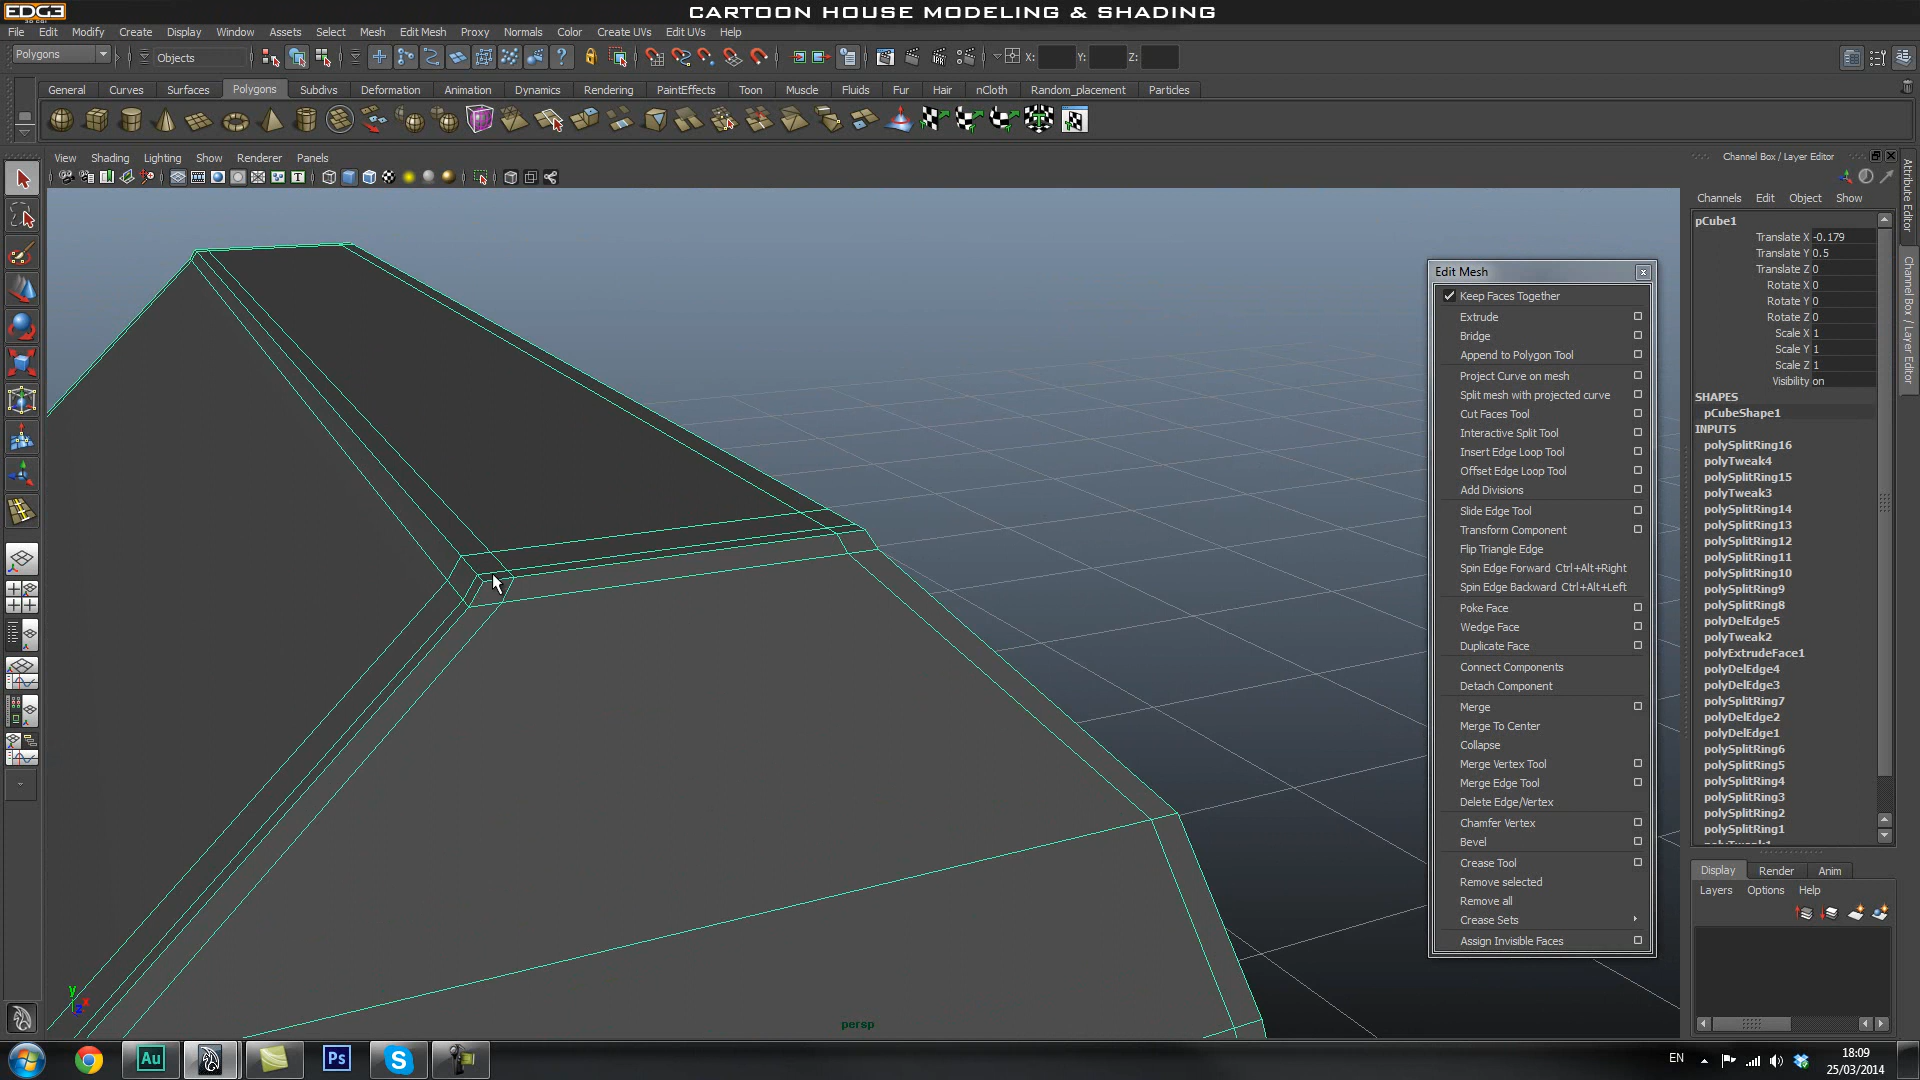 EDG3
CARTOON HOUSE MODELING & SHADING
File Edit Modify Create Display Window Assets Select Mesh Edit Mesh Proxy Normals Color Create UVs Edit UVs Help
Polygons Objects X: Y: Z:
General Curves Surfaces Polygons Subdivs Deformation Animation Dynamics Rendering PaintEffects Toon Muscle Fluids Fur Hair nCloth Random_placement Particles
View Shading Lighting Show Renderer Panels
Channel Box / Layer Editor
Channels Edit Object Show
pCube1
Translate X -0.179
Translate Y 0.5
Translate Z 0
Rotate X 0
Rotate Y 0
Rotate Z 0
Scale X 1
Scale Y 1
Scale Z 1
Visibility on
SHAPES
pCubeShape1
INPUTS
polySplitRing16
polyTweak4
polySplitRing15
polyTweak3
polySplitRing14
polySplitRing13
polySplitRing12
polySplitRing11
polySplitRing10
polySplitRing9
polySplitRing8
polyDelEdge5
polyTweak2
polyExtrudeFace1
polyDelEdge4
polyDelEdge3
polySplitRing7
polyDelEdge2
polyDelEdge1
polySplitRing6
polySplitRing5
polySplitRing4
polySplitRing3
polySplitRing2
polySplitRing1
Attribute Editor
Channel Box / Layer Editor
Edit Mesh
Keep Faces Together
Extrude
Bridge
Append to Polygon Tool
Project Curve on mesh
Split mesh with projected curve
Cut Faces Tool
Interactive Split Tool
Insert Edge Loop Tool
Offset Edge Loop Tool
Add Divisions
Slide Edge Tool
Transform Component
Flip Triangle Edge
Spin Edge Forward Ctrl+Alt+Right
Spin Edge Backward Ctrl+Alt+Left
Poke Face
Wedge Face
Duplicate Face
Connect Components
Detach Component
Merge
Merge To Center
Collapse
Merge Vertex Tool
Merge Edge Tool
Delete Edge/Vertex
Chamfer Vertex
Bevel
Crease Tool
Remove selected
Remove all
Crease Sets
Assign Invisible Faces
Display Render Anim
Layers Options Help
y
x
z
persp
Au Ps S
EN
18:09
25/03/2014